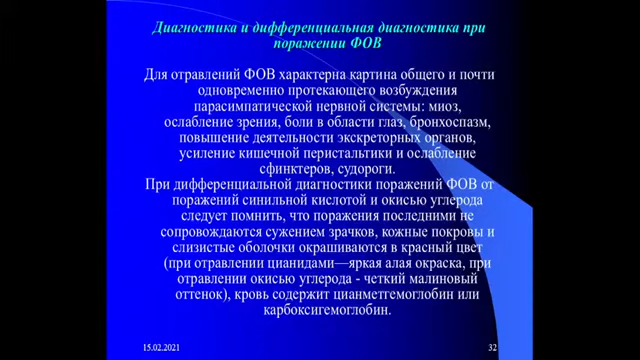 Диагностика и дифференциальная диагностика при
поражении ФОВ
Для отравлений ФОВ характерна картина общего и почти
одновременно протекающего возбуждения
парасимпатической нервной системы: миоз,
ослабление зрения, боли в области глаз, бронхоспазм,
повышение деятельности экскреторных органов,
усиление кишечной перистальтики и ослабление
сфинктеров, судороги.
При дифференциальной диагностики поражений ФОВ от
поражений синильной кислотой и окисью углерода
следует помнить, что поражения последними не
сопровождаются сужением зрачков, кожные покровы и
слизистые оболочки окрашиваются в красный цвет
(при отравлении цианидами—яркая алая окраска, при
отравлении окисью углерода - четкий малиновый
оттенок), кровь содержит цианметгемоглобин или
карбоксигемоглобин.
15.02.2021
32